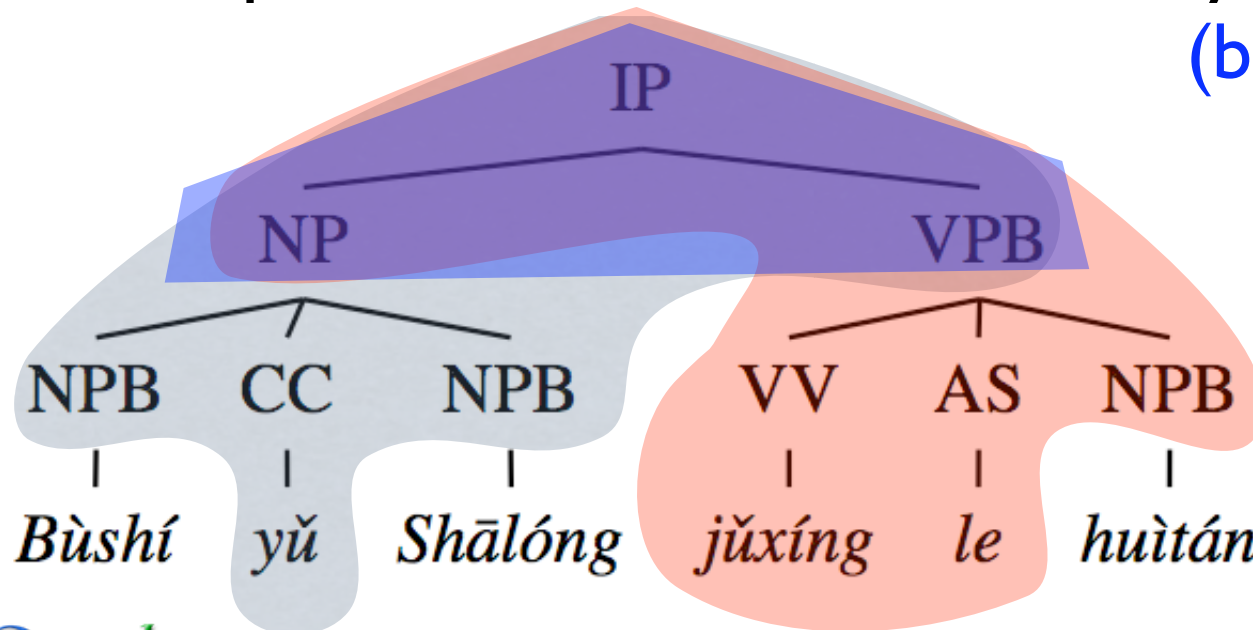 (b
IP
NP VPB
NPB CC NPB VV AS NPB
Bùshí yǔ Shālóng jǔxíng le huìtán